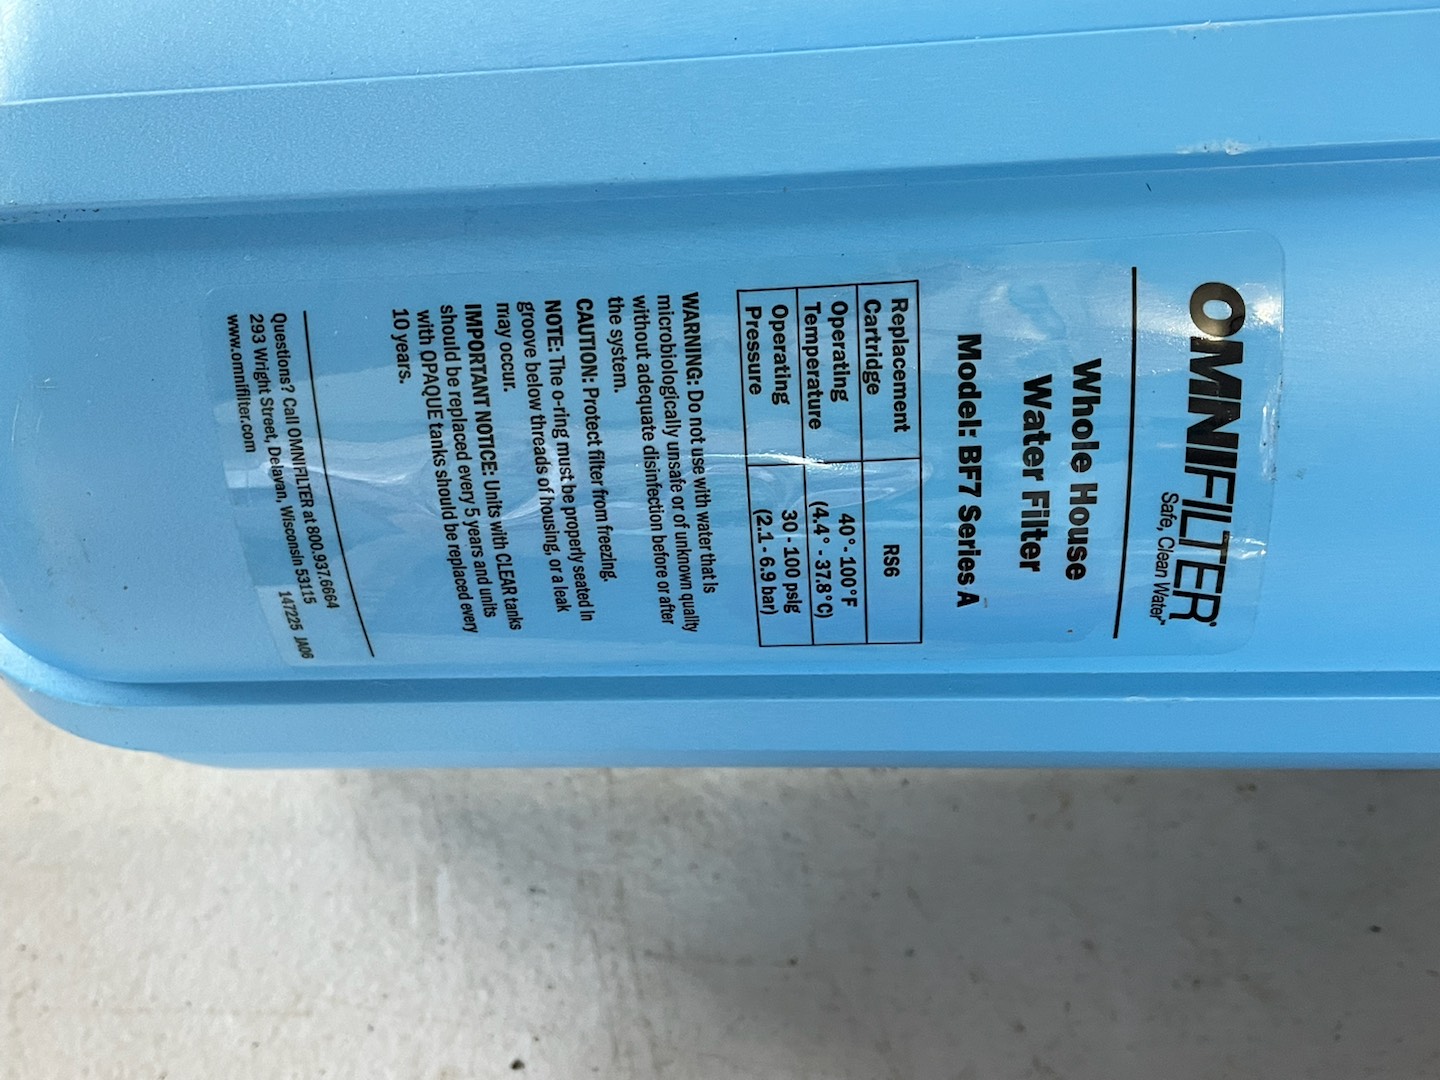 OMNIFILTER®
Safe, Clean Water™
Whole House
Water Filter
Model: BF7 Series A
Replacement Cartridge RS6
Operating Temperature 40° - 100°F (4.4° - 37.8°C)
Operating Pressure 30 - 100 psig (2.1 - 6.9 bar)
WARNING: Do not use with water that is
microbiologically unsafe or of unknown quality
without adequate disinfection before or after
the system.
CAUTION: Protect filter from freezing.
NOTE: The o-ring must be properly seated in
groove below threads of housing, or a leak
may occur.
IMPORTANT NOTICE: Units with CLEAR tanks
should be replaced every 5 years and units
with OPAQUE tanks should be replaced every
10 years.
Questions? Call OMNIFILTER at 800.937.6664
293 Wright Street, Delavan, Wisconsin 53115
www.omnifilter.com 147225 JA06